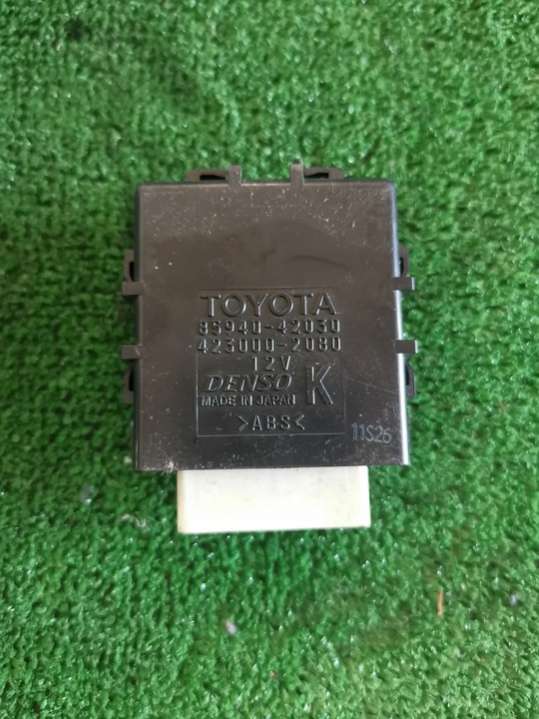 TOYOTA
85940-42030
423000-2080
12V
DENSO K
MADE IN JAPAN
>ABS<
11S26